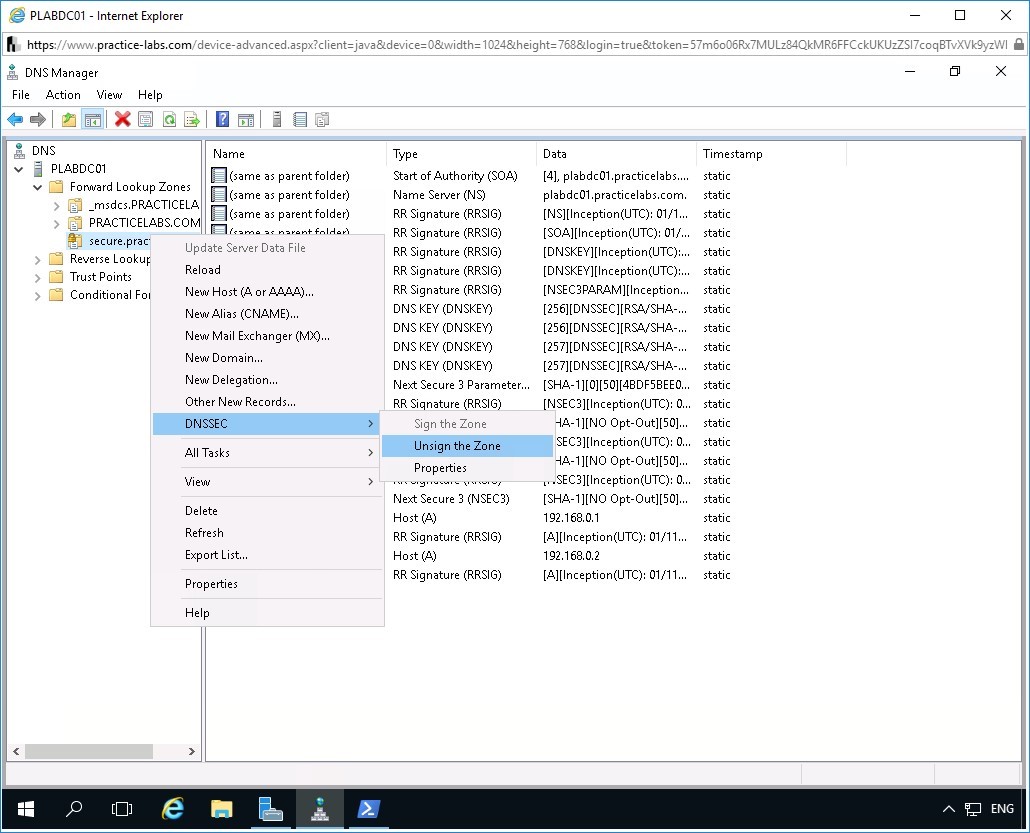 PLABDC01 - Internet Explorer
https://www.practice-labs.com/device-advanced.aspx?client=java&device=0&width=1024&height=768&login=true&token=57m6o06Rx7MULz84QkMR6FFCckUKUzZSI7coqBTvXVk9yzWl
DNS Manager
File Action View Help
DNS
PLABDC01
Forward Lookup Zones
_msdcs.PRACTICELA
PRACTICELABS.COM
secure.pract
Reverse Lookup
Trust Points
Conditional For
Name Type Data Timestamp
(same as parent folder) Start of Authority (SOA) [4], plabdc01.practicelabs.... static
(same as parent folder) Name Server (NS) plabdc01.practicelabs.com. static
(same as parent folder) RR Signature (RRSIG) [NS][Inception(UTC): 01/1... static
(same as parent folder) RR Signature (RRSIG) [SOA][Inception(UTC): 01/... static
RR Signature (RRSIG) [DNSKEY][Inception(UTC:... static
RR Signature (RRSIG) [DNSKEY][Inception(UTC:... static
RR Signature (RRSIG) [NSEC3PARAM][Inception... static
DNS KEY (DNSKEY) [256][DNSSEC][RSA/SHA-... static
DNS KEY (DNSKEY) [256][DNSSEC][RSA/SHA-... static
DNS KEY (DNSKEY) [257][DNSSEC][RSA/SHA-... static
DNS KEY (DNSKEY) [257][DNSSEC][RSA/SHA-... static
Next Secure 3 Parameter... [SHA-1][0][50][4BDF5BEE0... static
RR Signature (RRSIG) [NSEC3][Inception(UTC): 0... static
HA-1][NO Opt-Out][50]... static
SEC3][Inception(UTC): 0... static
HA-1][NO Opt-Out][50]... static
RR Signature (RRSIG) [NSEC3][Inception(UTC): 0... static
Next Secure 3 (NSEC3) [SHA-1][NO Opt-Out][50]... static
Host (A) 192.168.0.1 static
RR Signature (RRSIG) [A][Inception(UTC): 01/11... static
Host (A) 192.168.0.2 static
RR Signature (RRSIG) [A][Inception(UTC): 01/11... static
Update Server Data File
Reload
New Host (A or AAAA)...
New Alias (CNAME)...
New Mail Exchanger (MX)...
New Domain...
New Delegation...
Other New Records...
DNSSEC
All Tasks
View
Delete
Refresh
Export List...
Properties
Help
Sign the Zone
Unsign the Zone
Properties
ENG